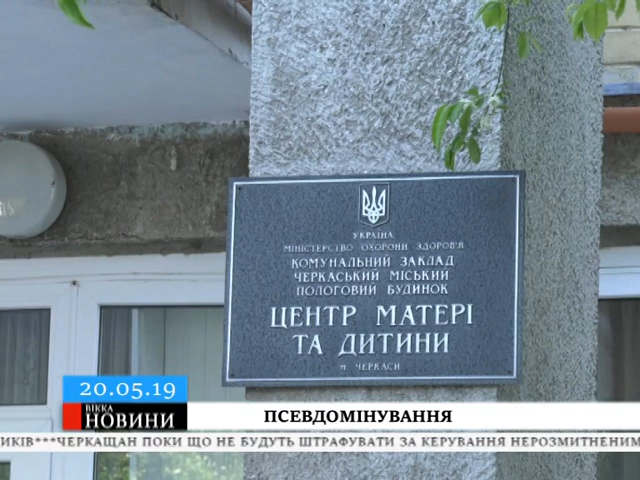 УКРАЇНА
МІНІСТЕРСТВО ОХОРОНИ ЗДОРОВ'Я
КОМУНАЛЬНИЙ ЗАКЛАД
ЧЕРКАСЬКИЙ МІСЬКИЙ
ПОЛОГОВИЙ БУДИНОК
ЦЕНТР МАТЕРІ
ТА ДИТИНИ
м. ЧЕРКАСИ
20.05.19
ВІККА
НОВИНИ
ПСЕВДОМІНУВАННЯ
ИКІВ***ЧЕРКАЩАН ПОКИ ЩО НЕ БУДУТЬ ШТРАФУВАТИ ЗА КЕРУВАННЯ НЕРОЗМИТНЕНИМ